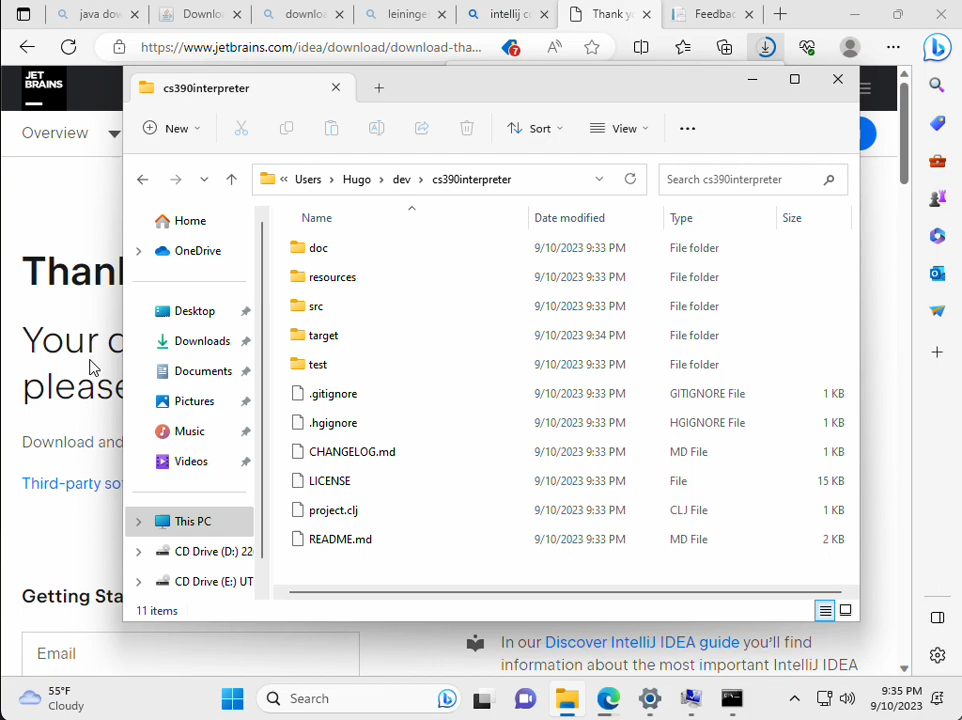 java dow
Downlo
downloa
leininge
intellij c
Thank yo
Feedbac
https://www.jetbrains.com/idea/download/download-tha...
7
JET
BRAINS
Overview
Thank
Your d
please
Download and
Third-party so
Getting Sta
Email
cs390interpreter
New
Sort
View
Users > Hugo > dev > cs390interpreter
Search cs390interpreter
Home
OneDrive
Desktop
Downloads
Documents
Pictures
Music
Videos
This PC
CD Drive (D:) 22
CD Drive (E:) UT
Name Date modified Type Size
doc 9/10/2023 9:33 PM File folder
resources 9/10/2023 9:33 PM File folder
src 9/10/2023 9:33 PM File folder
target 9/10/2023 9:34 PM File folder
test 9/10/2023 9:33 PM File folder
.gitignore 9/10/2023 9:33 PM GITIGNORE File 1 KB
.hgignore 9/10/2023 9:33 PM HGIGNORE File 1 KB
CHANGELOG.md 9/10/2023 9:33 PM MD File 1 KB
LICENSE 9/10/2023 9:33 PM File 15 KB
project.clj 9/10/2023 9:33 PM CLJ File 1 KB
README.md 9/10/2023 9:33 PM MD File 2 KB
11 items
In our Discover IntelliJ IDEA guide you'll find
information about the most important IntelliJ IDEA
55°F
Cloudy
Search
9:35 PM
9/10/2023